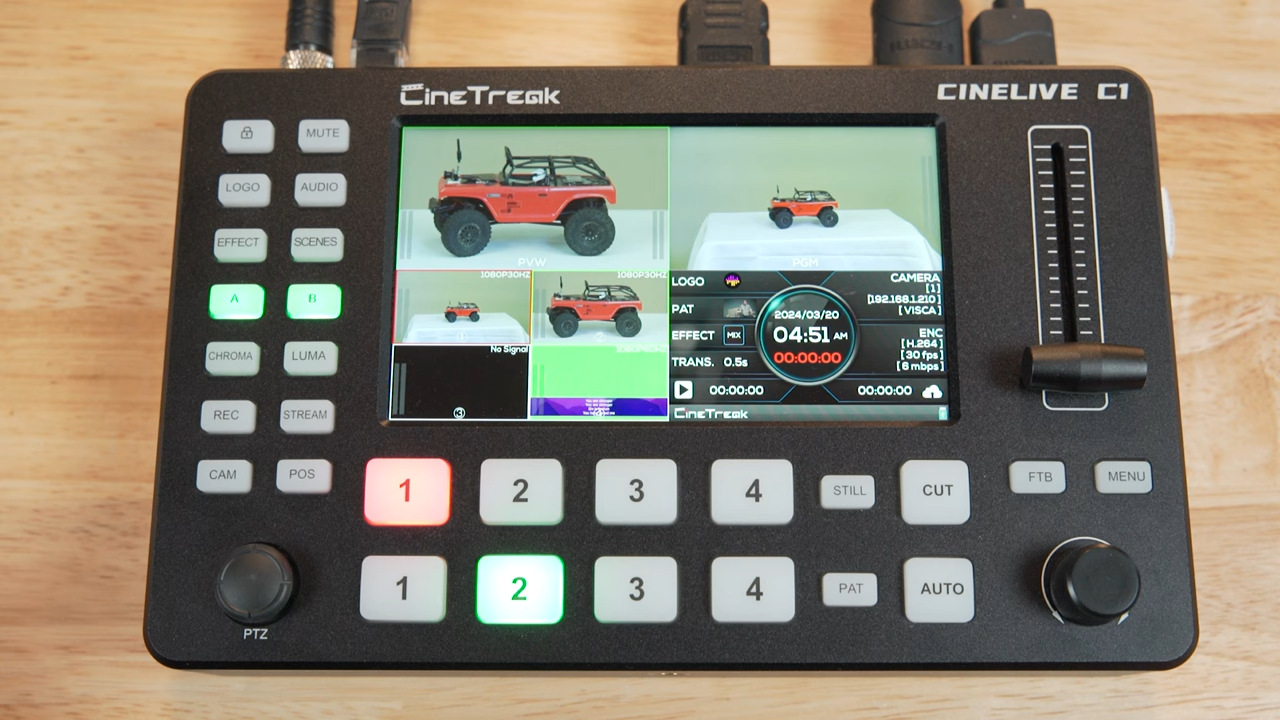 CineTreak
CINELIVE C1
MUTE
LOGO
AUDIO
EFFECT
SCENES
A
B
CHROMA
LUMA
REC
STREAM
CAM
POS
PTZ
PVW
PGM
1080P30HZ
1080P30HZ
No Signal
③
LOGO
PAT
EFFECT MIX
TRANS. 0.5s
2024/03/20
04:51 AM
00:00:00
CAMERA
[1]
[192.168.1.210]
[VISCA]
ENC
[H.264]
[30 fps]
[6 mbps]
00:00:00
00:00:00
CineTreak
1
2
3
4
STILL
CUT
FTB
MENU
1
2
3
4
PAT
AUTO